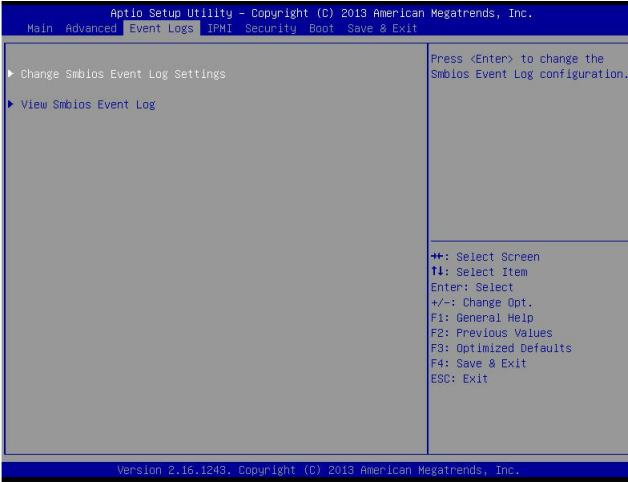 Aptio Setup Utility – Copyright (C) 2013 American Megatrends, Inc.
Main Advanced Event Logs IPMI Security Boot Save & Exit
▶ Change Smbios Event Log Settings
▶ View Smbios Event Log
Press <Enter> to change the
Smbios Event Log configuration.
→←: Select Screen
↑↓: Select Item
Enter: Select
+/-: Change Opt.
F1: General Help
F2: Previous Values
F3: Optimized Defaults
F4: Save & Exit
ESC: Exit
Version 2.16.1243. Copyright (C) 2013 American Megatrends, Inc.